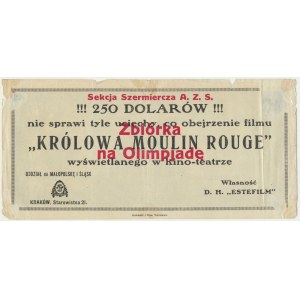 Sekcja Szermiercza A. Z. S.
!!! 250 DOLARÓW !!!
nie sprawi tyle uciechy, co obejrzenie filmu
Zbiórka
„KRÓLOWA MOULIN ROUGE"
na Olimpjadę
wyświetlanego w kino-teatrze
ODDZIAŁ na MAŁOPOLSKĘ i ŚLĄSK
KRAKÓW, Starowiślna 21.
Własność
D. H. „ESTEFILM"